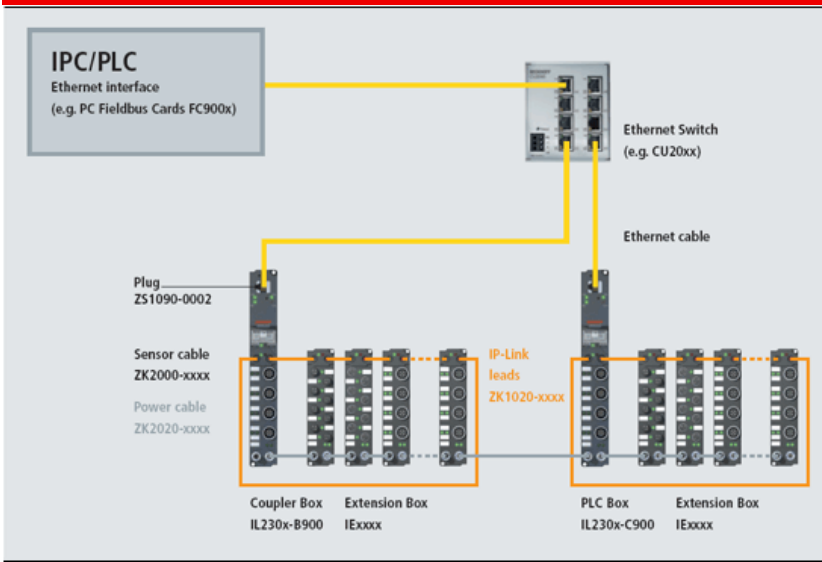 IPC/PLC
Ethernet interface
(e.g. PC Fieldbus Cards FC900x)
Ethernet Switch
(e.g. CU20xx)
Ethernet cable
Plug
ZS1090-0002
Sensor cable
ZK2000-xxxx
Power cable
ZK2020-xxxx
IP-Link
leads
ZK1020-xxxx
Coupler Box
IL230x-B900
Extension Box
IExxxx
PLC Box
IL230x-C900
Extension Box
IExxxx